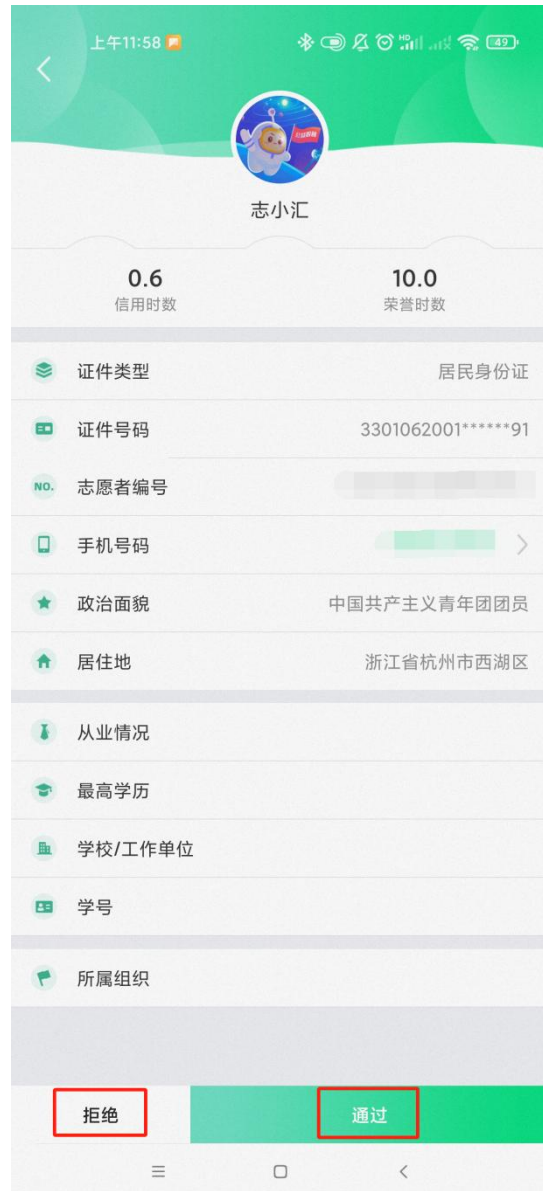 上午11:58
HD
49
志小汇
0.6
信用时数
10.0
荣誉时数
证件类型 居民身份证
证件号码 3301062001******91
NO. 志愿者编号
手机号码
政治面貌 中国共产主义青年团团员
居住地 浙江省杭州市西湖区
从业情况
最高学历
学校/工作单位
学号
所属组织
拒绝 通过